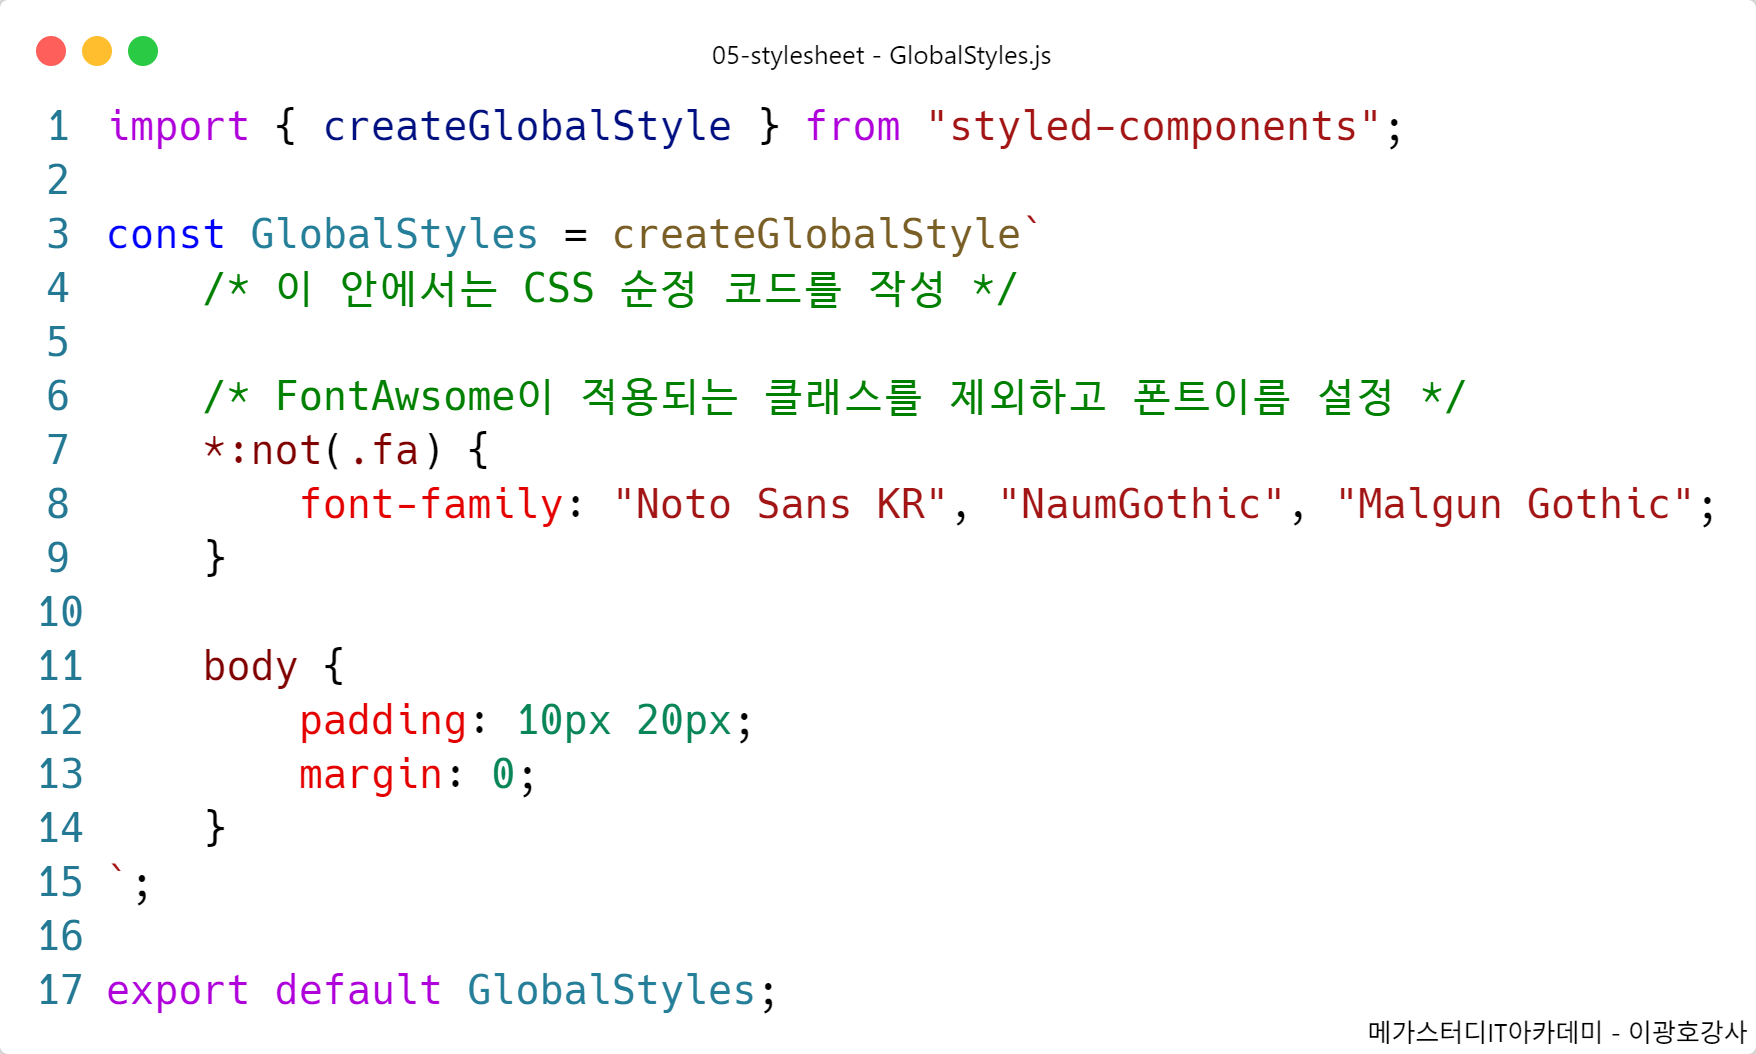 05-stylesheet - GlobalStyles.js
1 import { createGlobalStyle } from "styled-components";
2
3 const GlobalStyles = createGlobalStyle`
4     /* 이 안에서는 CSS 순정 코드를 작성 */
5
6     /* FontAwsome이 적용되는 클래스를 제외하고 폰트이름 설정 */
7     *:not(.fa) {
8         font-family: "Noto Sans KR", "NaumGothic", "Malgun Gothic";
9     }
10
11     body {
12         padding: 10px 20px;
13         margin: 0;
14     }
15 `;
16
17 export default GlobalStyles;
메가스터디IT아카데미 - 이광호강사